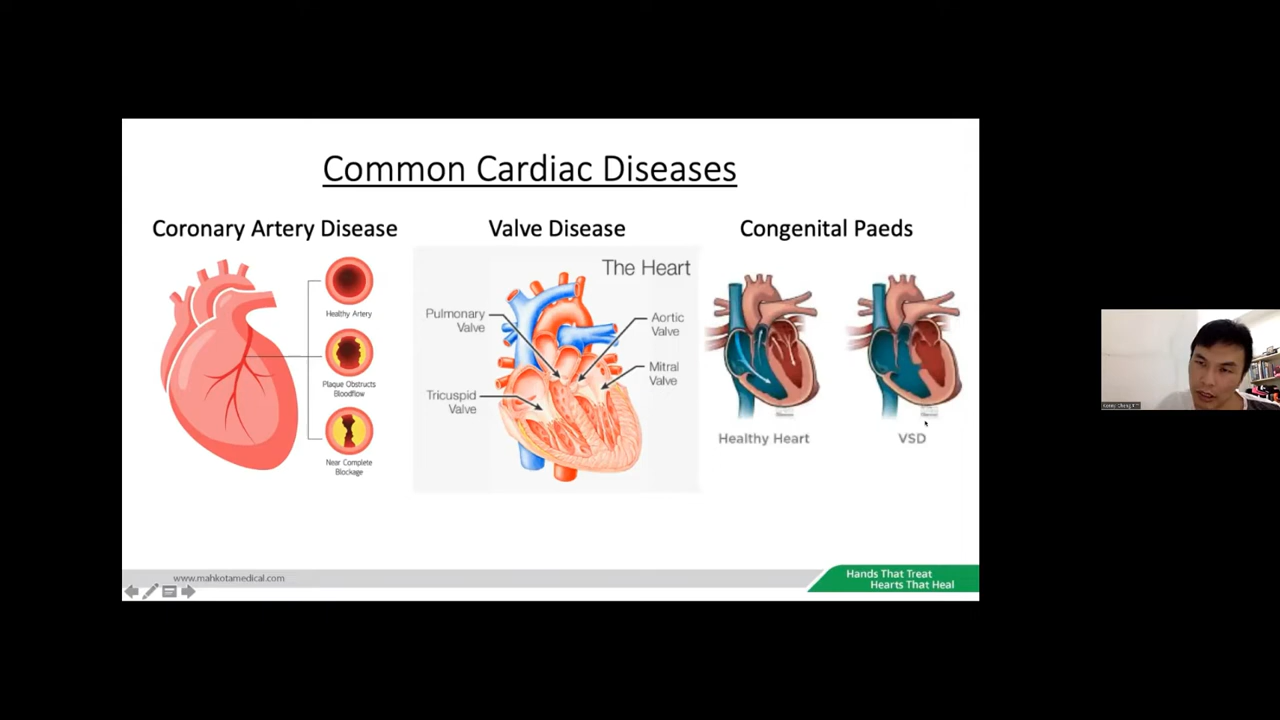 Common Cardiac Diseases
Coronary Artery Disease
Healthy Artery
Plaque Obstructs
Bloodflow
Near Complete
Blockage
Valve Disease
The Heart
Pulmonary
Valve
Aortic
Valve
Mitral
Valve
Tricuspid
Valve
Congenital Paeds
Healthy Heart
VSD
www.mahkotamedical.com
Hands That Treat
Hearts That Heal